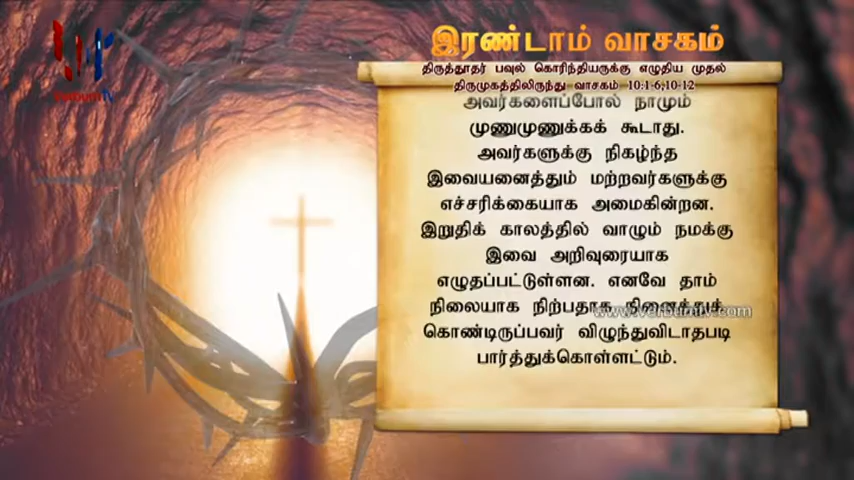 VerbumTV
இரண்டாம் வாசகம்
திருத்தூதர் பவுல் கொரிந்தியருக்கு எழுதிய முதல்
திருமுகத்திலிருந்து வாசகம் 10:1-6;10-12
அவர்களைப்போல் நாமும்
முணுமுணுக்கக் கூடாது.
அவர்களுக்கு நிகழ்ந்த
இவையனைத்தும் மற்றவர்களுக்கு
எச்சரிக்கையாக அமைகின்றன.
இறுதிக் காலத்தில் வாழும் நமக்கு
இவை அறிவுரையாக
எழுதப்பட்டுள்ளன. எனவே தாம்
நிலையாக நிற்பதாக நினைத்துக்
www.verbumtv.com
கொண்டிருப்பவர் விழுந்துவிடாதபடி
பார்த்துக்கொள்ளட்டும்.